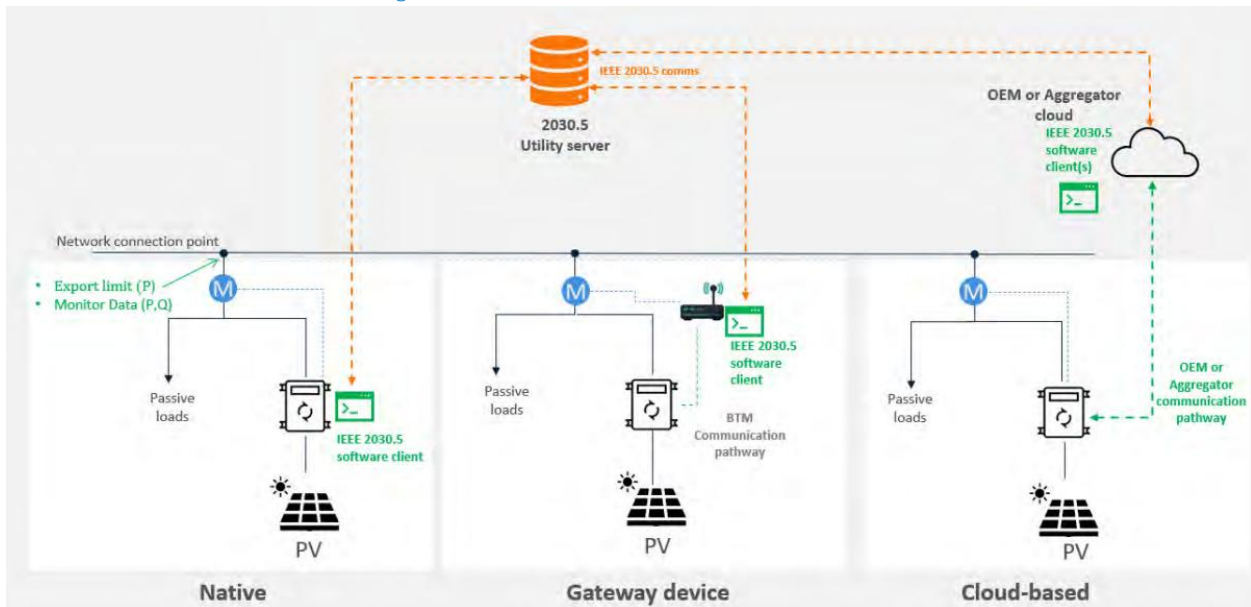 IEEE 2030.5 comms
2030.5
Utility server
OEM or Aggregator
cloud
IEEE 2030.5
software
client(s)
>_
Network connection point
• Export limit (P)
• Monitor Data (P,Q)
M
Passive
loads
>_
IEEE 2030.5
software client
PV
Native
M
>_
IEEE 2030.5
software
client
Passive
loads
BTM
Communication
pathway
PV
Gateway device
M
Passive
loads
OEM or
Aggregator
communication
pathway
PV
Cloud-based